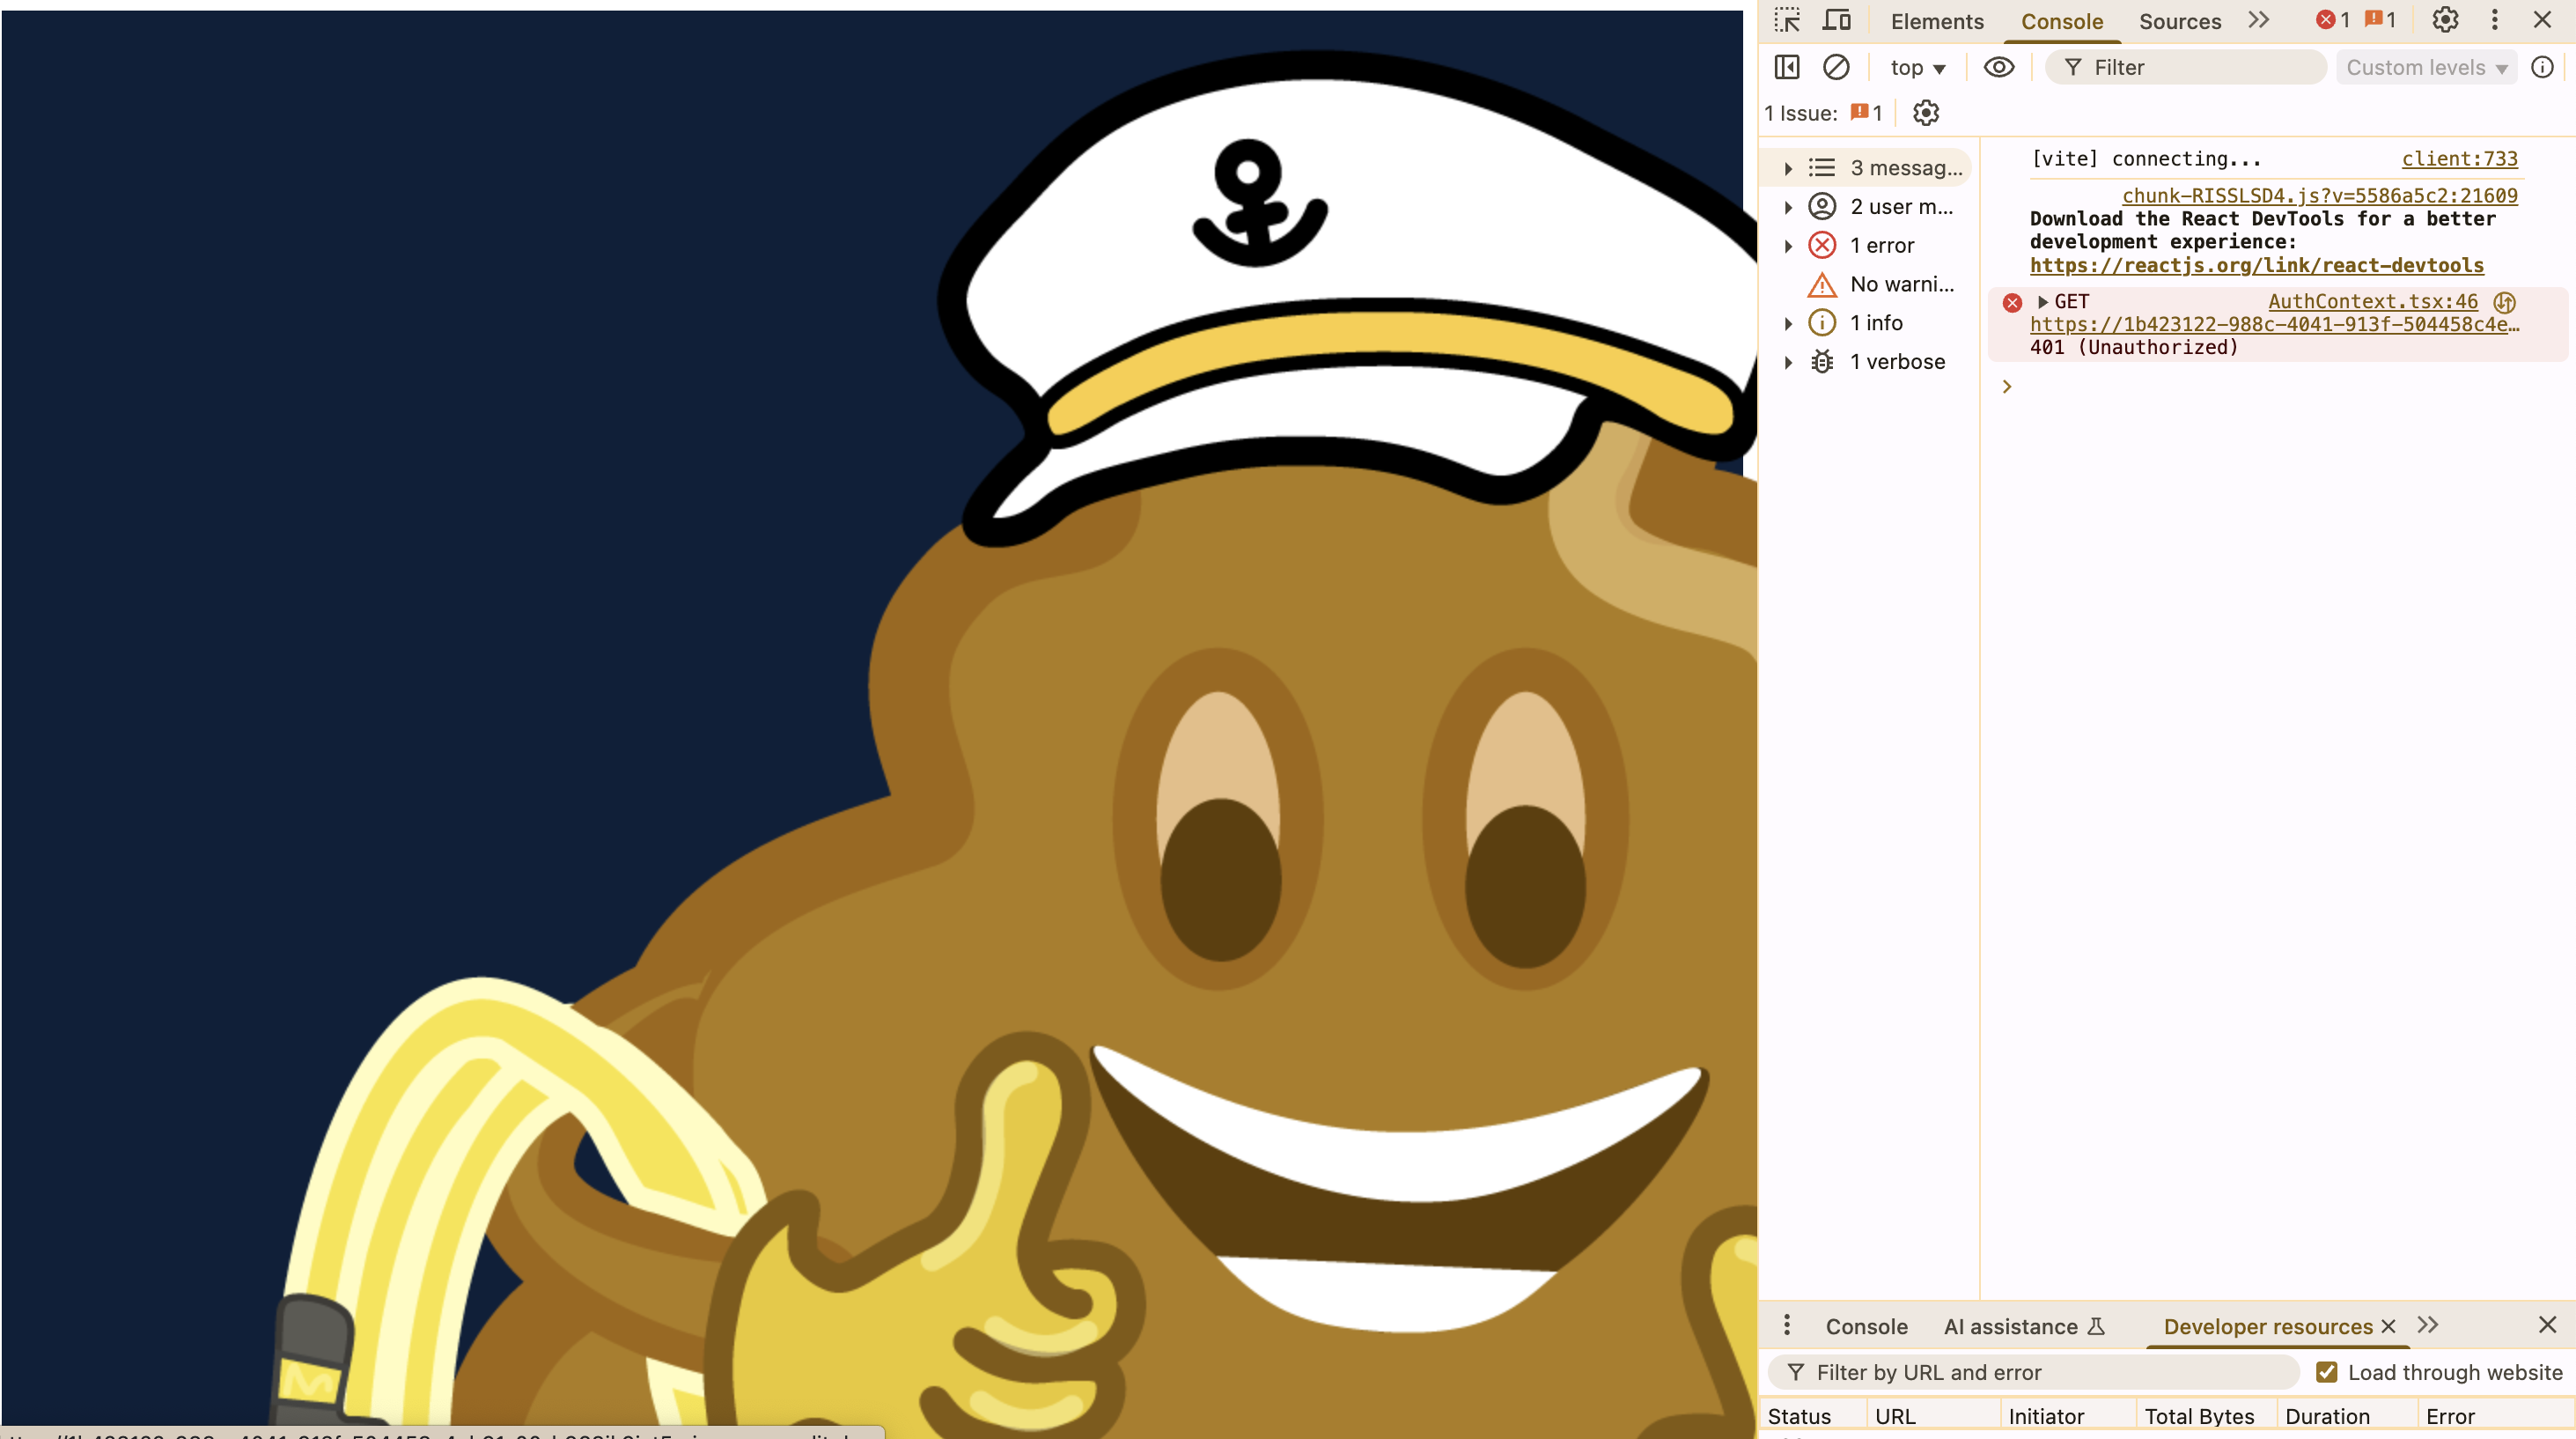 Elements Console Sources 1 1
top Filter Custom levels
1 Issue: 1
3 messag...
2 user m...
1 error
No warni...
1 info
1 verbose
[vite] connecting... client:733
chunk-RISSLSD4.js?v=5586a5c2:21609
Download the React DevTools for a better
development experience:
https://reactjs.org/link/react-devtools
GET AuthContext.tsx:46
https://1b423122-988c-4041-913f-504458c4e…
401 (Unauthorized)
Console AI assistance Developer resources
Filter by URL and error Load through website
Status URL Initiator Total Bytes Duration Error